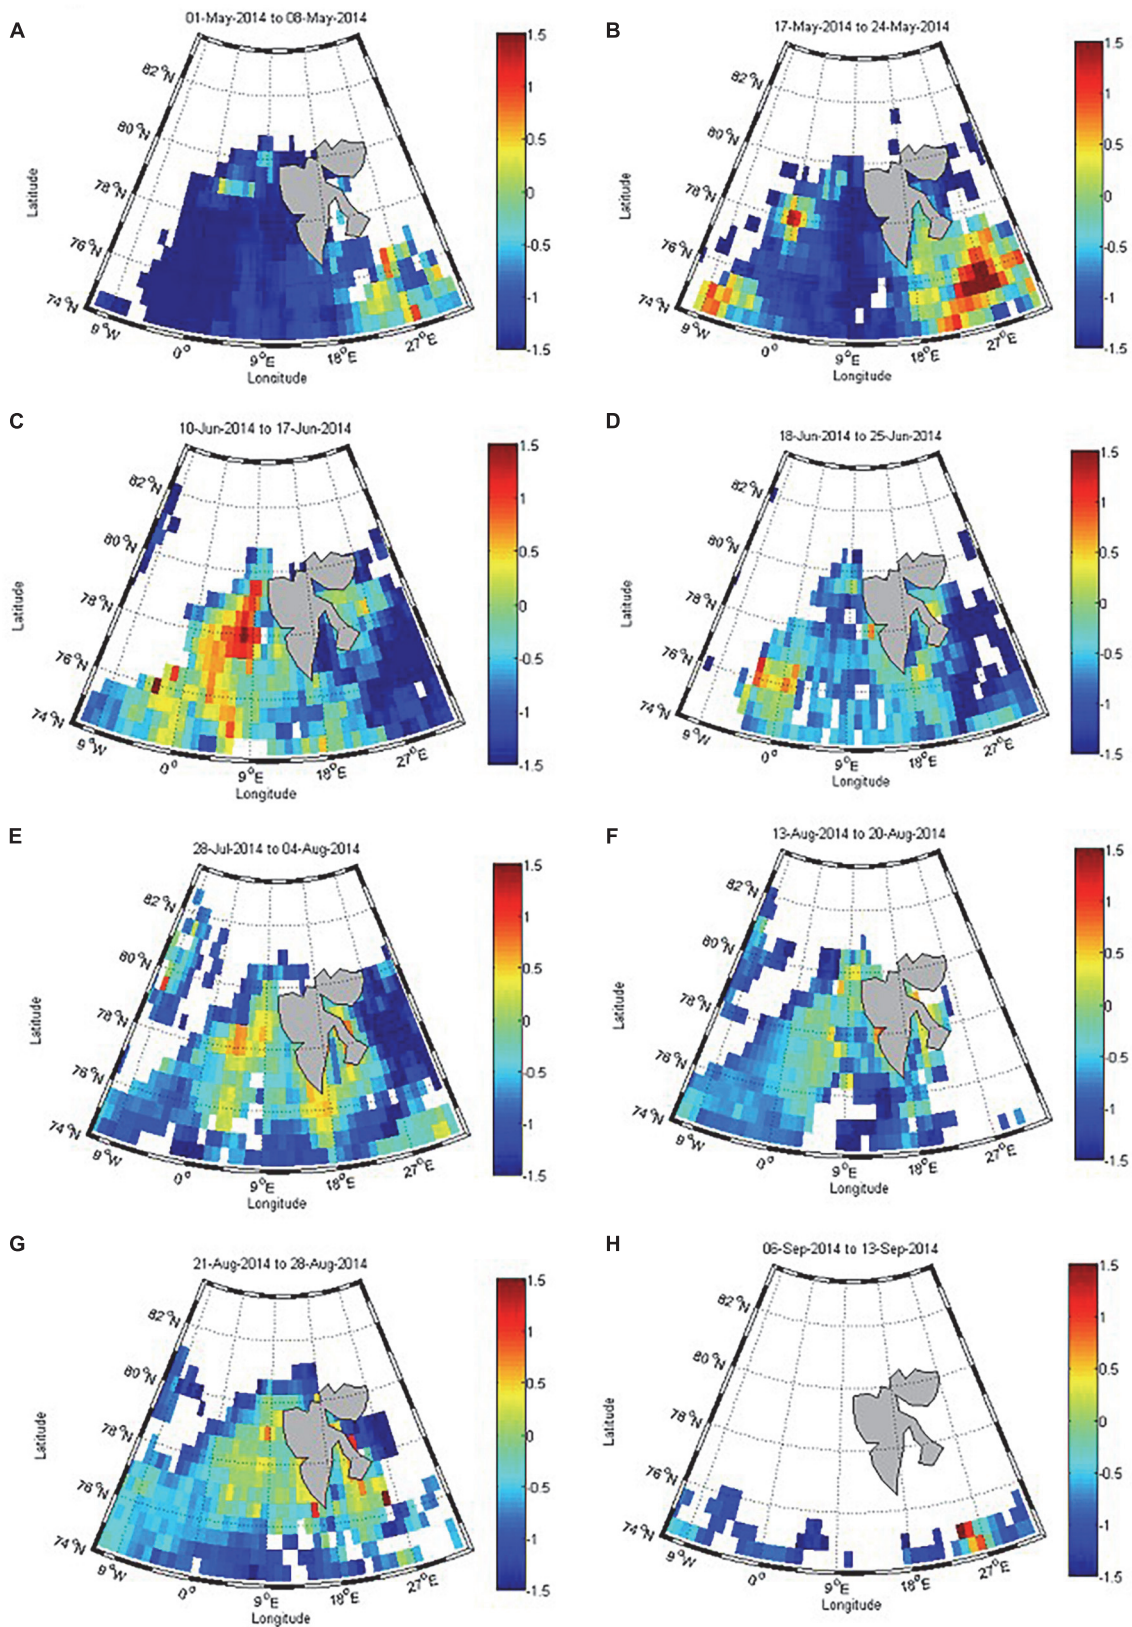 A
01-May-2014 to 08-May-2014
82°N
80°N
78°N
76°N
74°N
9°W
0°
9°E
18°E
27°E
Latitude
Longitude
1.5
1
0.5
0
-0.5
-1
-1.5
B
17-May-2014 to 24-May-2014
82°N
80°N
78°N
76°N
74°N
9°W
0°
9°E
18°E
27°E
Latitude
Longitude
1.5
1
0.5
0
-0.5
-1
-1.5
C
10-Jun-2014 to 17-Jun-2014
82°N
80°N
78°N
76°N
74°N
9°W
0°
9°E
18°E
27°E
Latitude
Longitude
1.5
1
0.5
0
-0.5
-1
-1.5
D
18-Jun-2014 to 25-Jun-2014
82°N
80°N
78°N
76°N
74°N
9°W
0°
9°E
18°E
27°E
Latitude
Longitude
1.5
1
0.5
0
-0.5
-1
-1.5
E
28-Jul-2014 to 04-Aug-2014
82°N
80°N
78°N
76°N
74°N
9°W
0°
9°E
18°E
27°E
Latitude
Longitude
1.5
1
0.5
0
-0.5
-1
-1.5
F
13-Aug-2014 to 20-Aug-2014
82°N
80°N
78°N
76°N
74°N
9°W
0°
9°E
18°E
27°E
Latitude
Longitude
1.5
1
0.5
0
-0.5
-1
-1.5
G
21-Aug-2014 to 28-Aug-2014
82°N
80°N
78°N
76°N
74°N
9°W
0°
9°E
18°E
27°E
Latitude
Longitude
1.5
1
0.5
0
-0.5
-1
-1.5
H
06-Sep-2014 to 13-Sep-2014
82°N
80°N
78°N
76°N
74°N
9°W
0°
9°E
18°E
27°E
Latitude
Longitude
1.5
1
0.5
0
-0.5
-1
-1.5